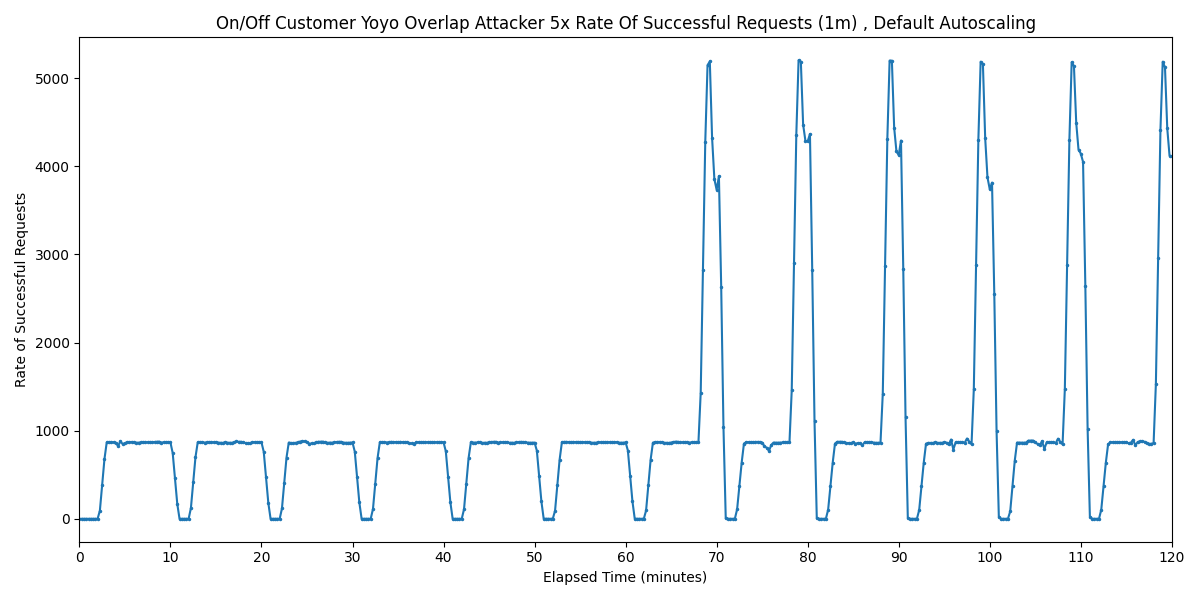 On/Off Customer Yoyo Overlap Attacker 5x Rate Of Successful Requests (1m) , Default Autoscaling
Rate of Successful Requests
5000
4000
3000
2000
1000
0
0 10 20 30 40 50 60 70 80 90 100 110 120
Elapsed Time (minutes)